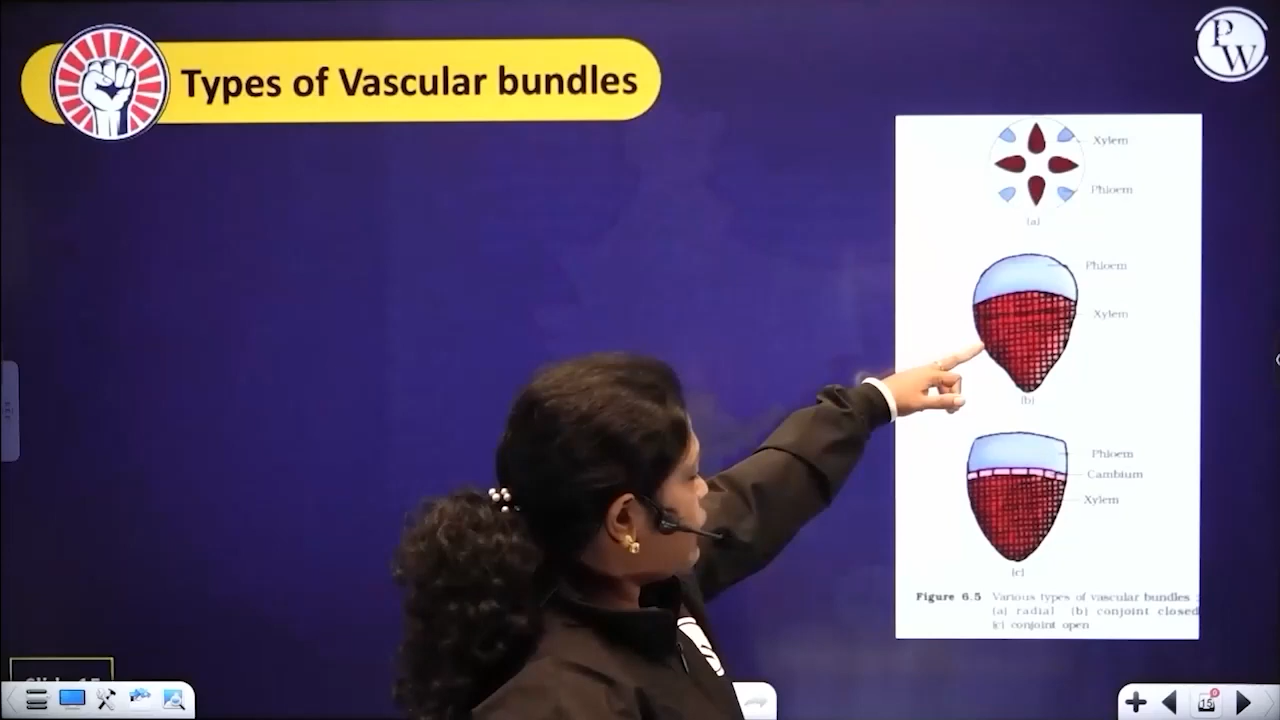 Types of Vascular bundles
PW
Xylem
Phloem
(a)
Phloem
Xylem
(b)
Phloem
Cambium
Xylem
(c)
Figure 6.5 Various types of vascular bundles :
(a) radial (b) conjoint closed
(c) conjoint open
15